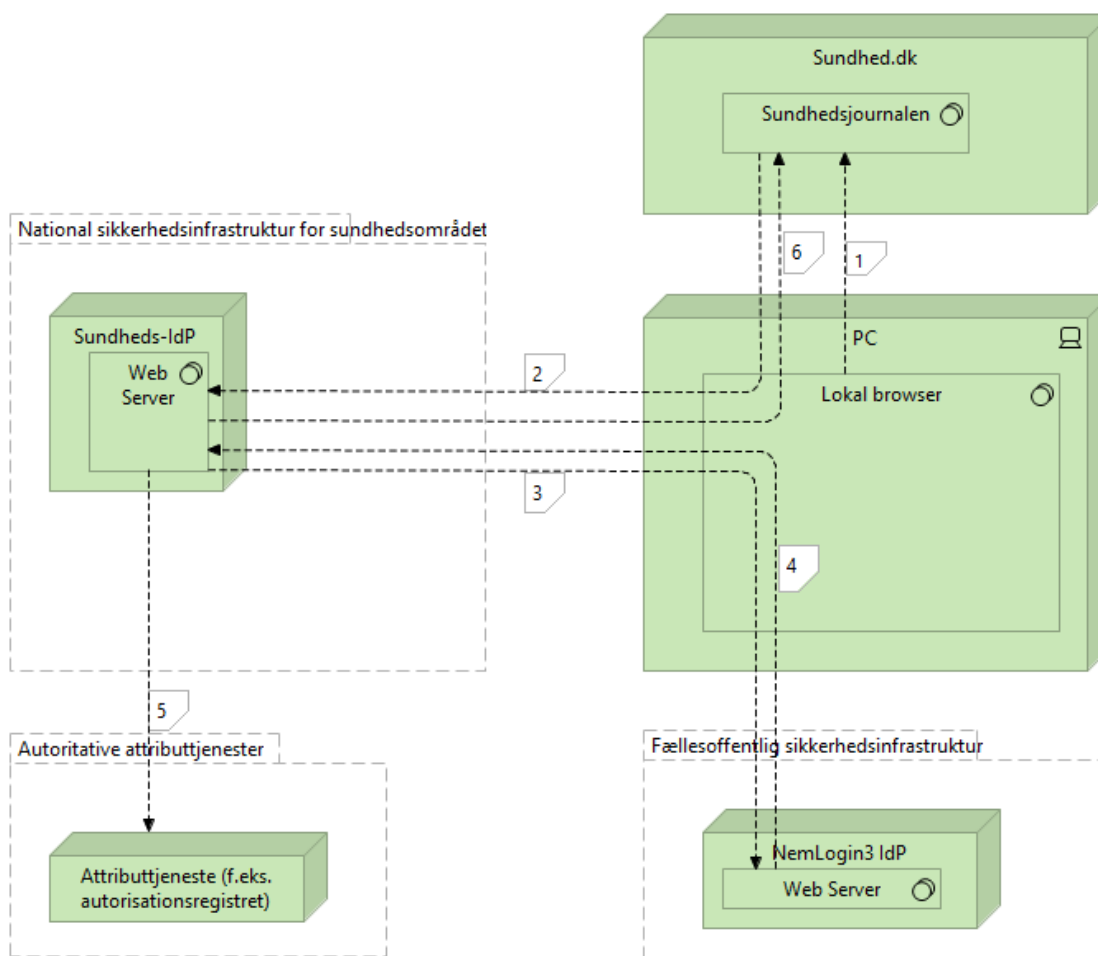 Sundhed.dk
Sundhedsjournalen
National sikkerhedsinfrastruktur for sundhedsområdet
6
1
Sundheds-IdP
Web
Server
PC
Lokal browser
2
3
4
5
Autoritative attributtjenester
Attributtjeneste (f.eks.
autorisationsregistret)
Fællesoffentlig sikkerhedsinfrastruktur
NemLogin3 IdP
Web Server